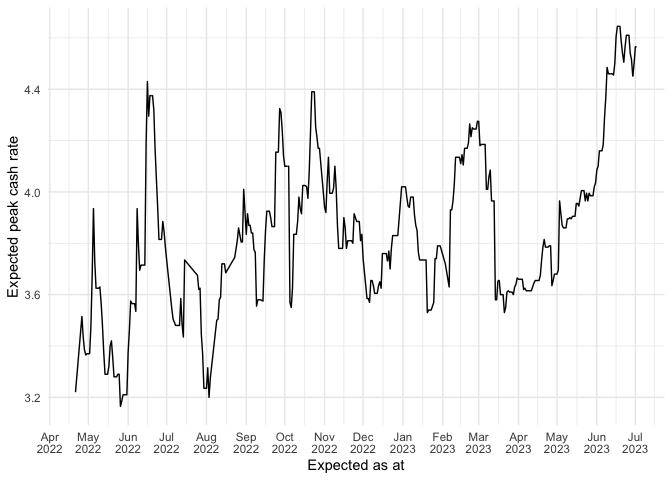 Expected peak cash rate
4.4
4.0
3.6
3.2
Apr May Jun Jul Aug Sep Oct Nov Dec Jan Feb Mar Apr May Jun Jul
2022 2022 2022 2022 2022 2022 2022 2022 2022 2023 2023 2023 2023 2023 2023 2023
Expected as at